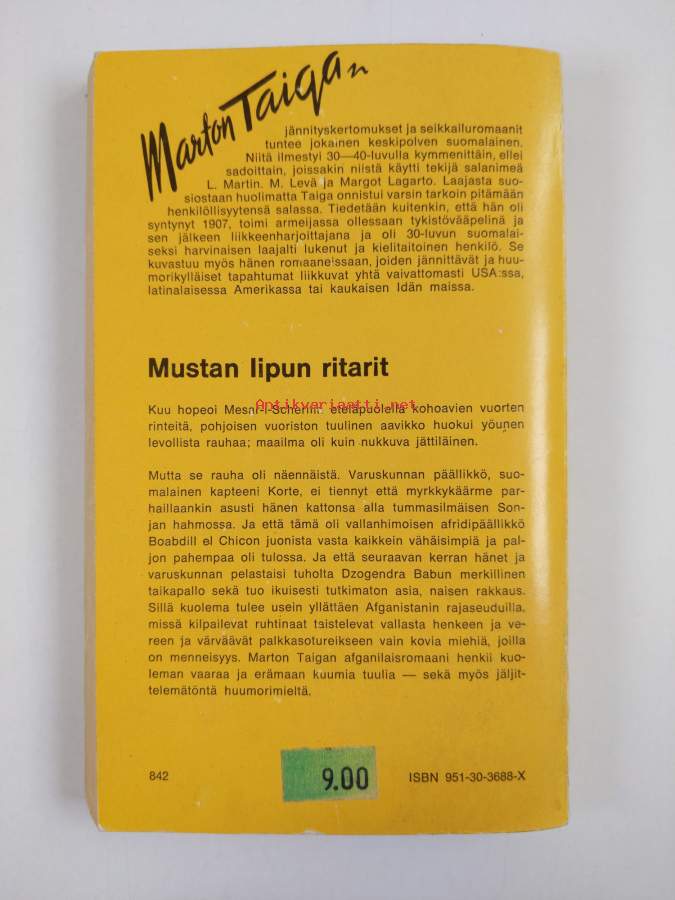 Marton Taigan
jännityskertomukset ja seikkailuromaanit
tuntee jokainen keskipolven suomalainen.
Niitä ilmestyi 30—40-luvulla kymmenittäin, ellei
sadoittain, joissakin niistä käytti tekijä salanimeä
L. Martin. M. Levä ja Margot Lagarto. Laajasta suo-
siostaan huolimatta Taiga onnistui varsin tarkoin pitämään
henkilöllisyytensä salassa. Tiedetään kuitenkin, että hän oli
syntynyt 1907, toimi armeijassa ollessaan tykistövääpelinä ja
sen jälkeen liikkeenharjoittajana ja oli 30-luvun suomalai-
seksi harvinaisen laajalti lukenut ja kielitaitoinen henkilö. Se
kuvastuu myös hänen romaaneissaan, joiden jännittävät ja huu-
morikylläiset tapahtumat liikkuvat yhtä vaivattomasti USA:ssa,
latinalaisessa Amerikassa tai kaukaisen Idän maissa.
Mustan lipun ritarit
Antikvariaatti.net
Kuu hopeoi Mesni-i-Scherifin eteläpuolella kohoavien vuorten
rinteitä, pohjoisen vuoriston tuulinen aavikko huokui yöunen
levollista rauhaa; maailma oli kuin nukkuva jättiläinen.
Mutta se rauha oli näennäistä. Varuskunnan päällikkö, suo-
malainen kapteeni Korte, ei tiennyt että myrkkykäärme par-
haillaankin asusti hänen kattonsa alla tummasilmäisen Son-
jan hahmossa. Ja että tämä oli vallanhimoisen afridipäällikkö
Boabdill el Chicon juonista vasta kaikkein vähäisimpiä ja pal-
jon pahempaa oli tulossa. Ja että seuraavan kerran hänet ja
varuskunnan pelastaisi tuholta Dzogendra Babun merkillinen
taikapallo sekä tuo ikuisesti tutkimaton asia, naisen rakkaus.
Sillä kuolema tulee usein yllättäen Afganistanin rajaseuduilla,
missä kilpailevat ruhtinaat taistelevat vallasta henkeen ja ve-
reen ja värväävät palkkasotureikseen vain kovia miehiä, joilla
on menneisyys. Marton Taigan afganilaisromaani henkii kuo-
leman vaaraa ja erämaan kuumia tuulia — sekä myös jäljit-
telemätöntä huumorimieltä.
842
9.00
ISBN 951-30-3688-X